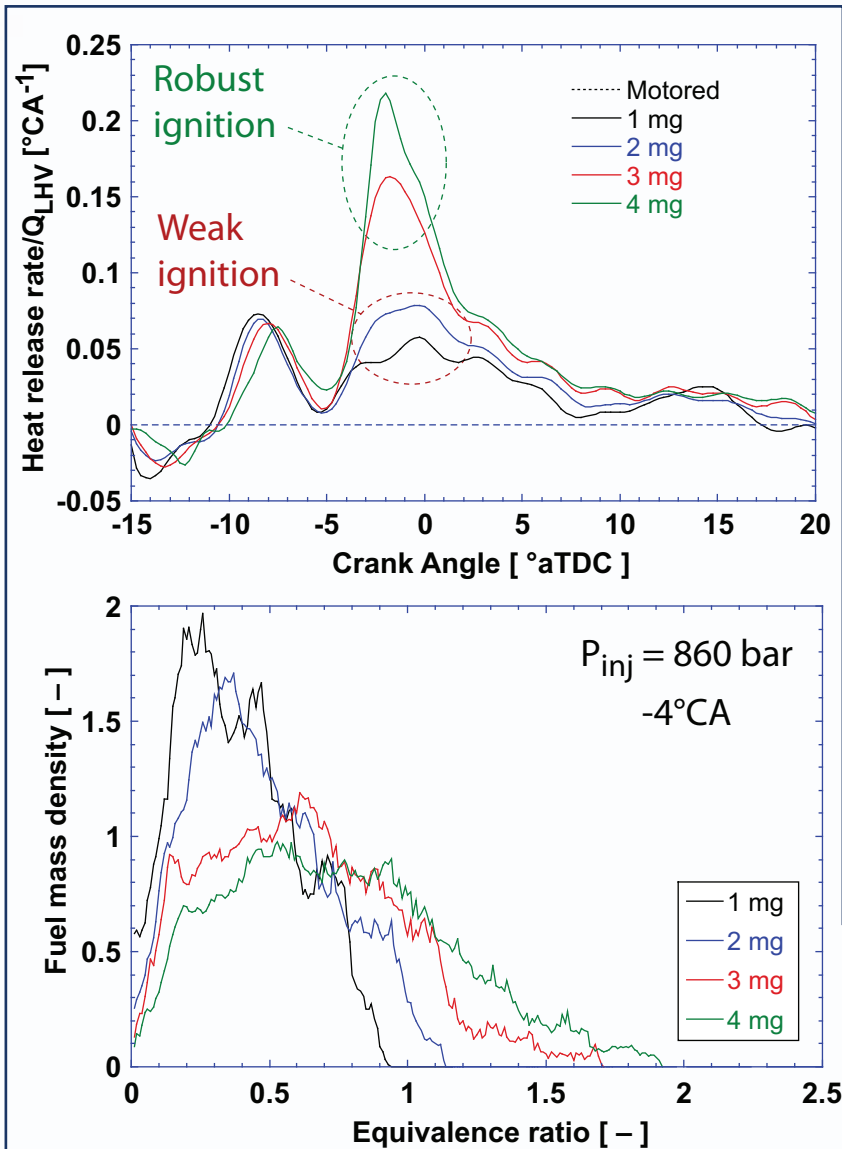 0.25
0.2
0.15
0.1
0.05
0
-0.05
Heat release rate/Q_LHV [°CA⁻¹]
Robust
ignition
Weak
ignition
Motored
1 mg
2 mg
3 mg
4 mg
-15 -10 -5 0 5 10 15 20
Crank Angle [ °aTDC ]
2
1.5
1
0.5
0
Fuel mass density [ – ]
P_inj = 860 bar
-4°CA
1 mg
2 mg
3 mg
4 mg
0 0.5 1 1.5 2 2.5
Equivalence ratio [ – ]